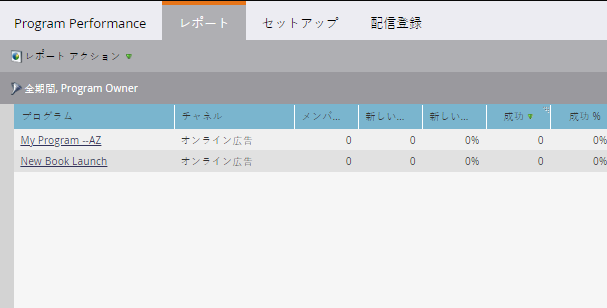 Program Performance レポート セットアップ 配信登録
レポート アクション
全期間, Program Owner
プログラム チャネル メンバ... 新しい... 新しい... 成功 成功 %
My Program --AZ オンライン広告 0 0 0% 0 0%
New Book Launch オンライン広告 0 0 0% 0 0%